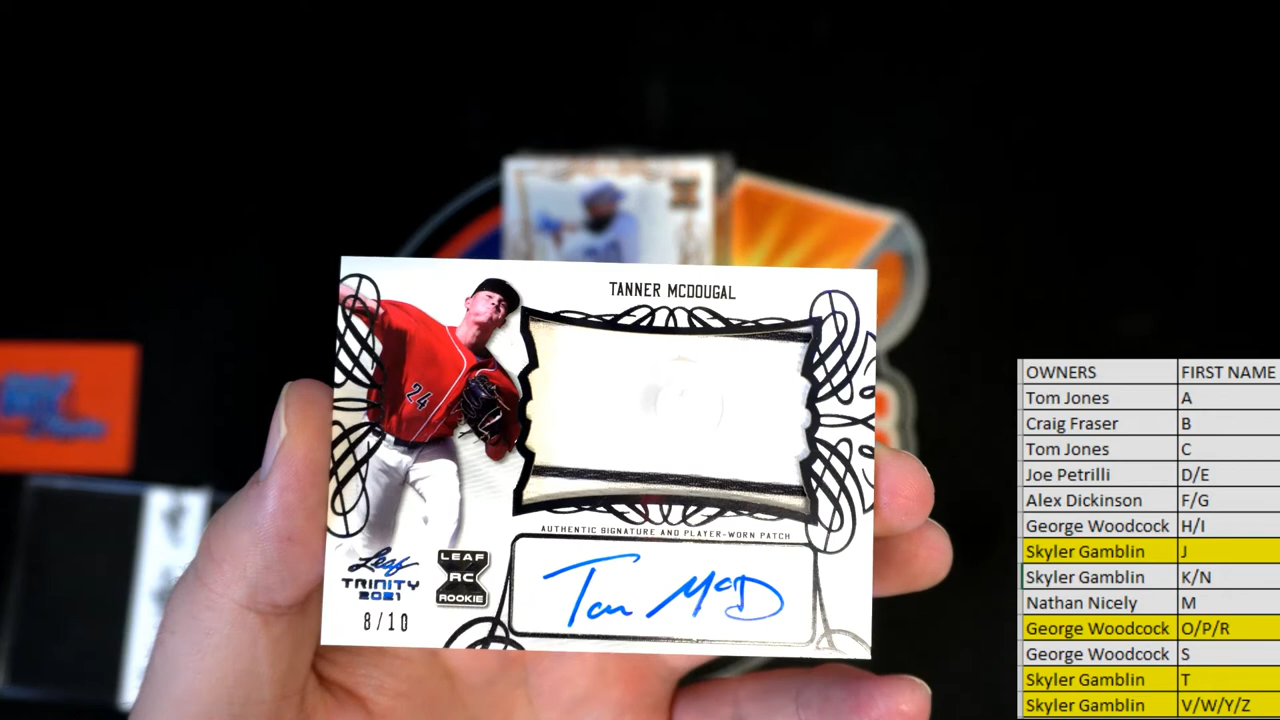 TANNER MCDOUGAL
24
AUTHENTIC SIGNATURE AND PLAYER-WORN PATCH
Leaf
TRINITY
2021
8/10
LEAF
RC
ROOKIE
Tan McD
OWNERS FIRST NAME
Tom Jones A
Craig Fraser B
Tom Jones C
Joe Petrilli D/E
Alex Dickinson F/G
George Woodcock H/I
Skyler Gamblin J
Skyler Gamblin K/N
Nathan Nicely M
George Woodcock O/P/R
George Woodcock S
Skyler Gamblin T
Skyler Gamblin V/W/Y/Z